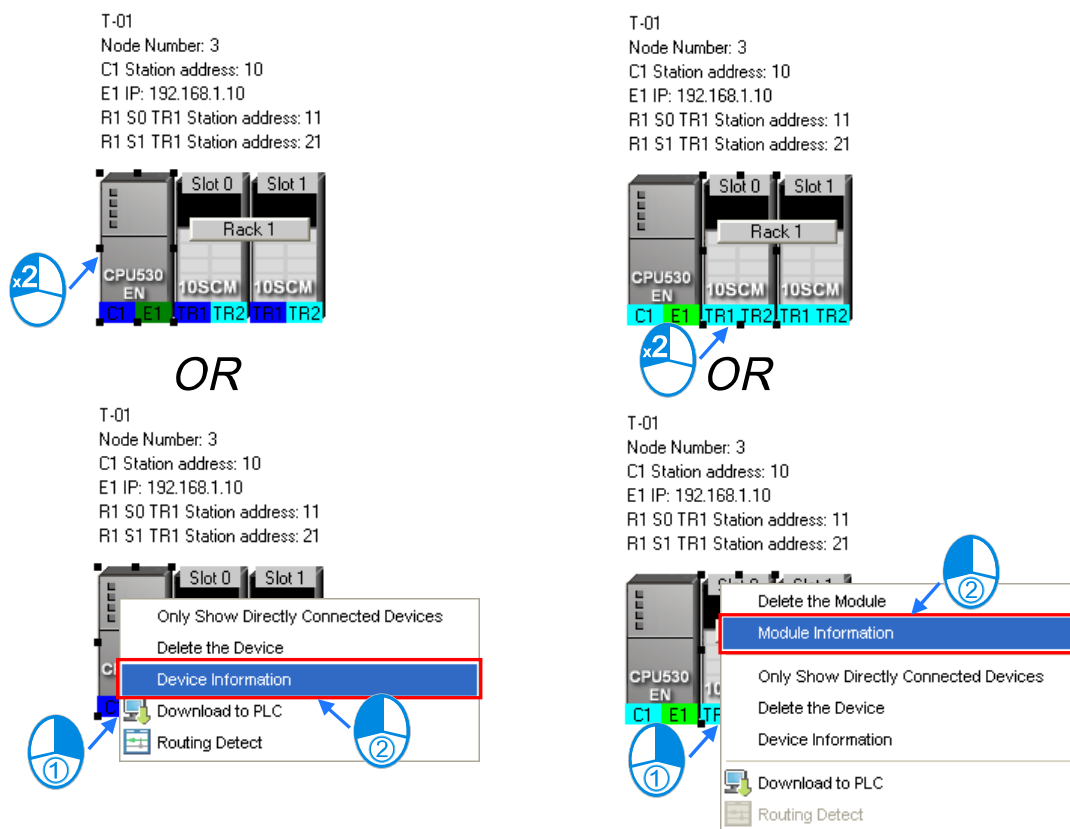 T-01
Node Number: 3
C1 Station address: 10
E1 IP: 192.168.1.10
R1 S0 TR1 Station address: 11
R1 S1 TR1 Station address: 21
Slot 0 Slot 1
Rack 1
x2
CPU530
EN
10SCM 10SCM
C1 E1 TR1 TR2 TR1 TR2
OR
T-01
Node Number: 3
C1 Station address: 10
E1 IP: 192.168.1.10
R1 S0 TR1 Station address: 11
R1 S1 TR1 Station address: 21
Slot 0 Slot 1
Only Show Directly Connected Devices
Delete the Device
Device Information
Download to PLC
Routing Detect
1
2
T-01
Node Number: 3
C1 Station address: 10
E1 IP: 192.168.1.10
R1 S0 TR1 Station address: 11
R1 S1 TR1 Station address: 21
Slot 0 Slot 1
Rack 1
CPU530
EN
10SCM 10SCM
C1 E1 TR1 TR2 TR1 TR2
x2
OR
T-01
Node Number: 3
C1 Station address: 10
E1 IP: 192.168.1.10
R1 S0 TR1 Station address: 11
R1 S1 TR1 Station address: 21
2
Delete the Module
Module Information
CPU530
EN
C1 E1
Only Show Directly Connected Devices
Delete the Device
Device Information
1
Download to PLC
Routing Detect